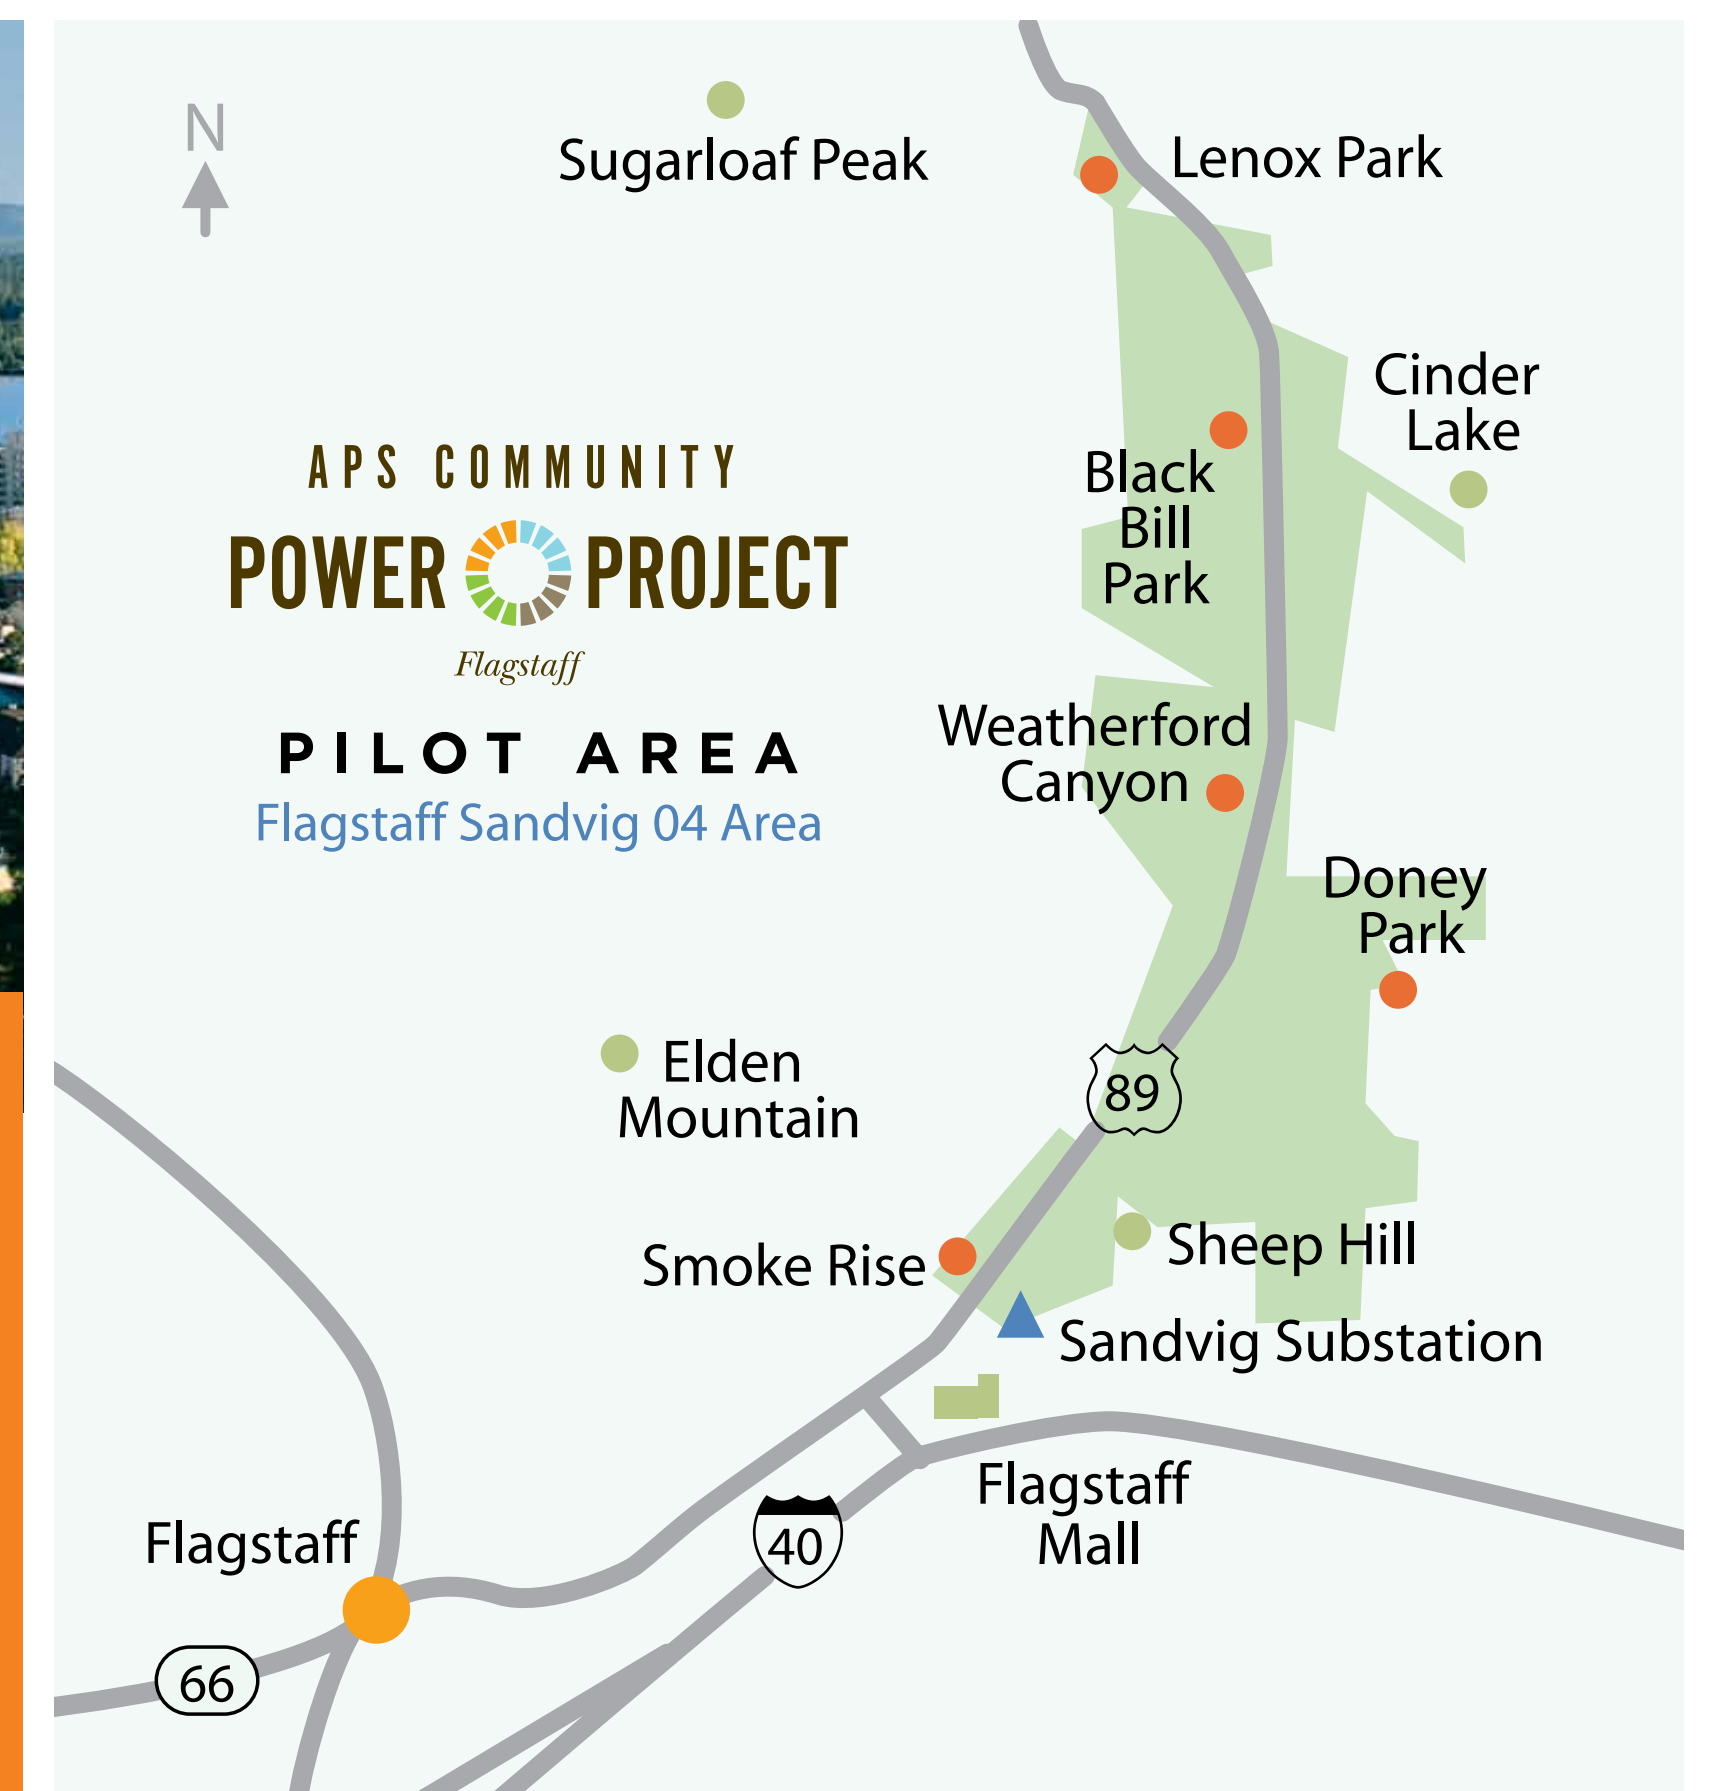 N
Sugarloaf Peak
Lenox Park
Cinder
Lake
APS COMMUNITY
POWER PROJECT
Flagstaff
PILOT AREA
Flagstaff Sandvig 04 Area
Black
Bill
Park
Weatherford
Canyon
Doney
Park
Elden
Mountain
89
Smoke Rise
Sheep Hill
Sandvig Substation
Flagstaff
Mall
40
Flagstaff
66